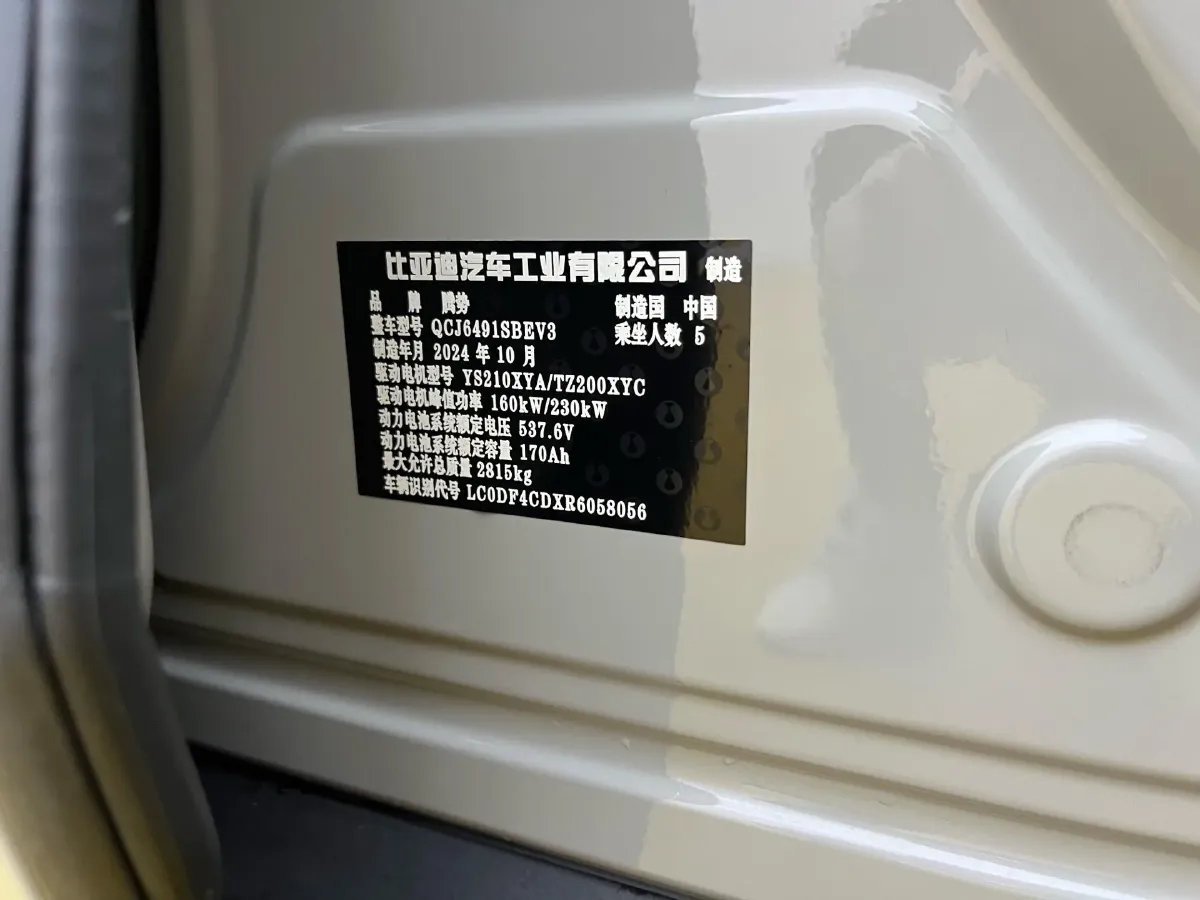 比亚迪汽车工业有限公司 制造
品 牌 腾势 制造国 中国
整车型号 QCJ6491SBEV3 乘坐人数 5
制造年月 2024 年 10 月
驱动电机型号 YS210XYA/TZ200XYC
驱动电机峰值功率 160kW/230kW
动力电池系统额定电压 537.6V
动力电池系统额定容量 170Ah
最大允许总质量 2815kg
车辆识别代号 LC0DF4CDXR6058056